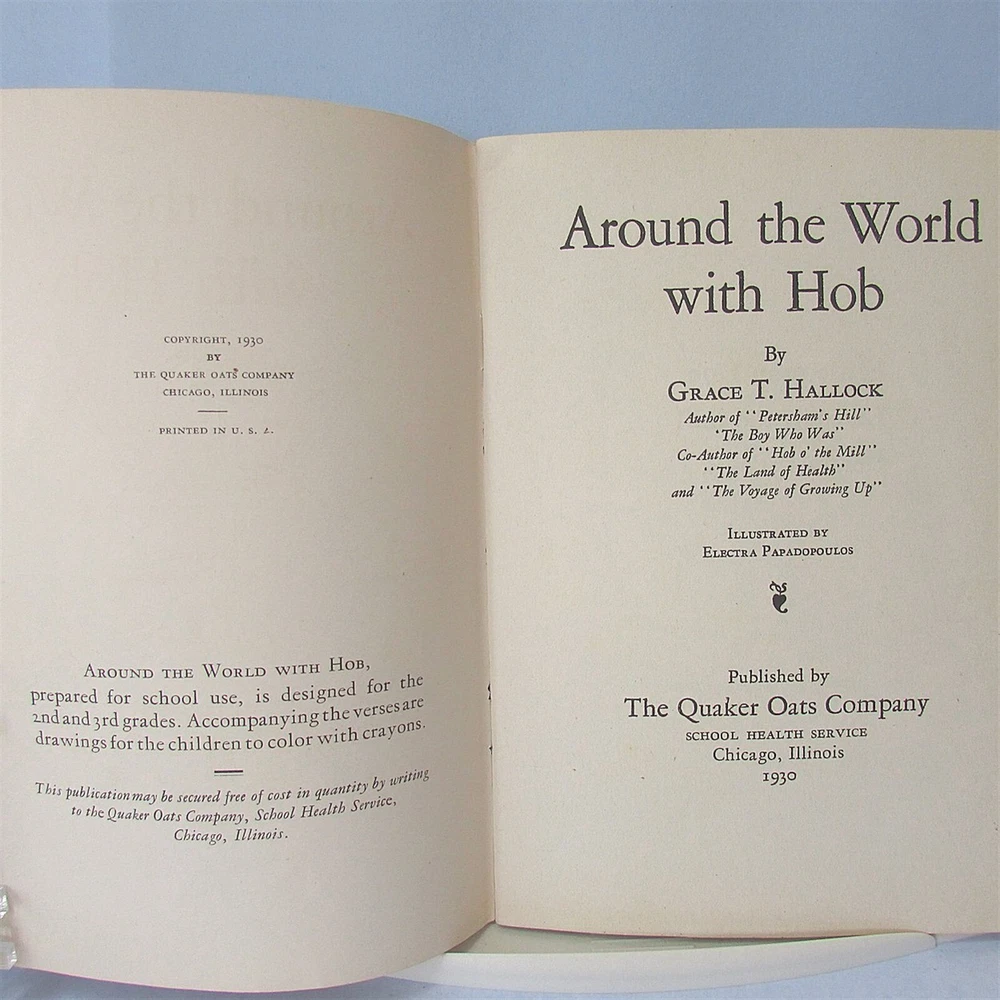 COPYRIGHT, 1930
BY
THE QUAKER OATS COMPANY
CHICAGO, ILLINOIS
PRINTED IN U. S. A.
AROUND THE WORLD WITH HOB,
prepared for school use, is designed for the
2nd and 3rd grades. Accompanying the verses are
drawings for the children to color with crayons.
This publication may be secured free of cost in quantity by writing
to the Quaker Oats Company, School Health Service,
Chicago, Illinois.
Around the World
with Hob
By
GRACE T. HALLOCK
Author of "Petersham's Hill"
'The Boy Who Was"
Co-Author of "Hob o' the Mill"
"The Land of Health"
and "The Voyage of Growing Up"
ILLUSTRATED BY
ELECTRA PAPADOPOULOS
Published by
The Quaker Oats Company
SCHOOL HEALTH SERVICE
Chicago, Illinois
1930